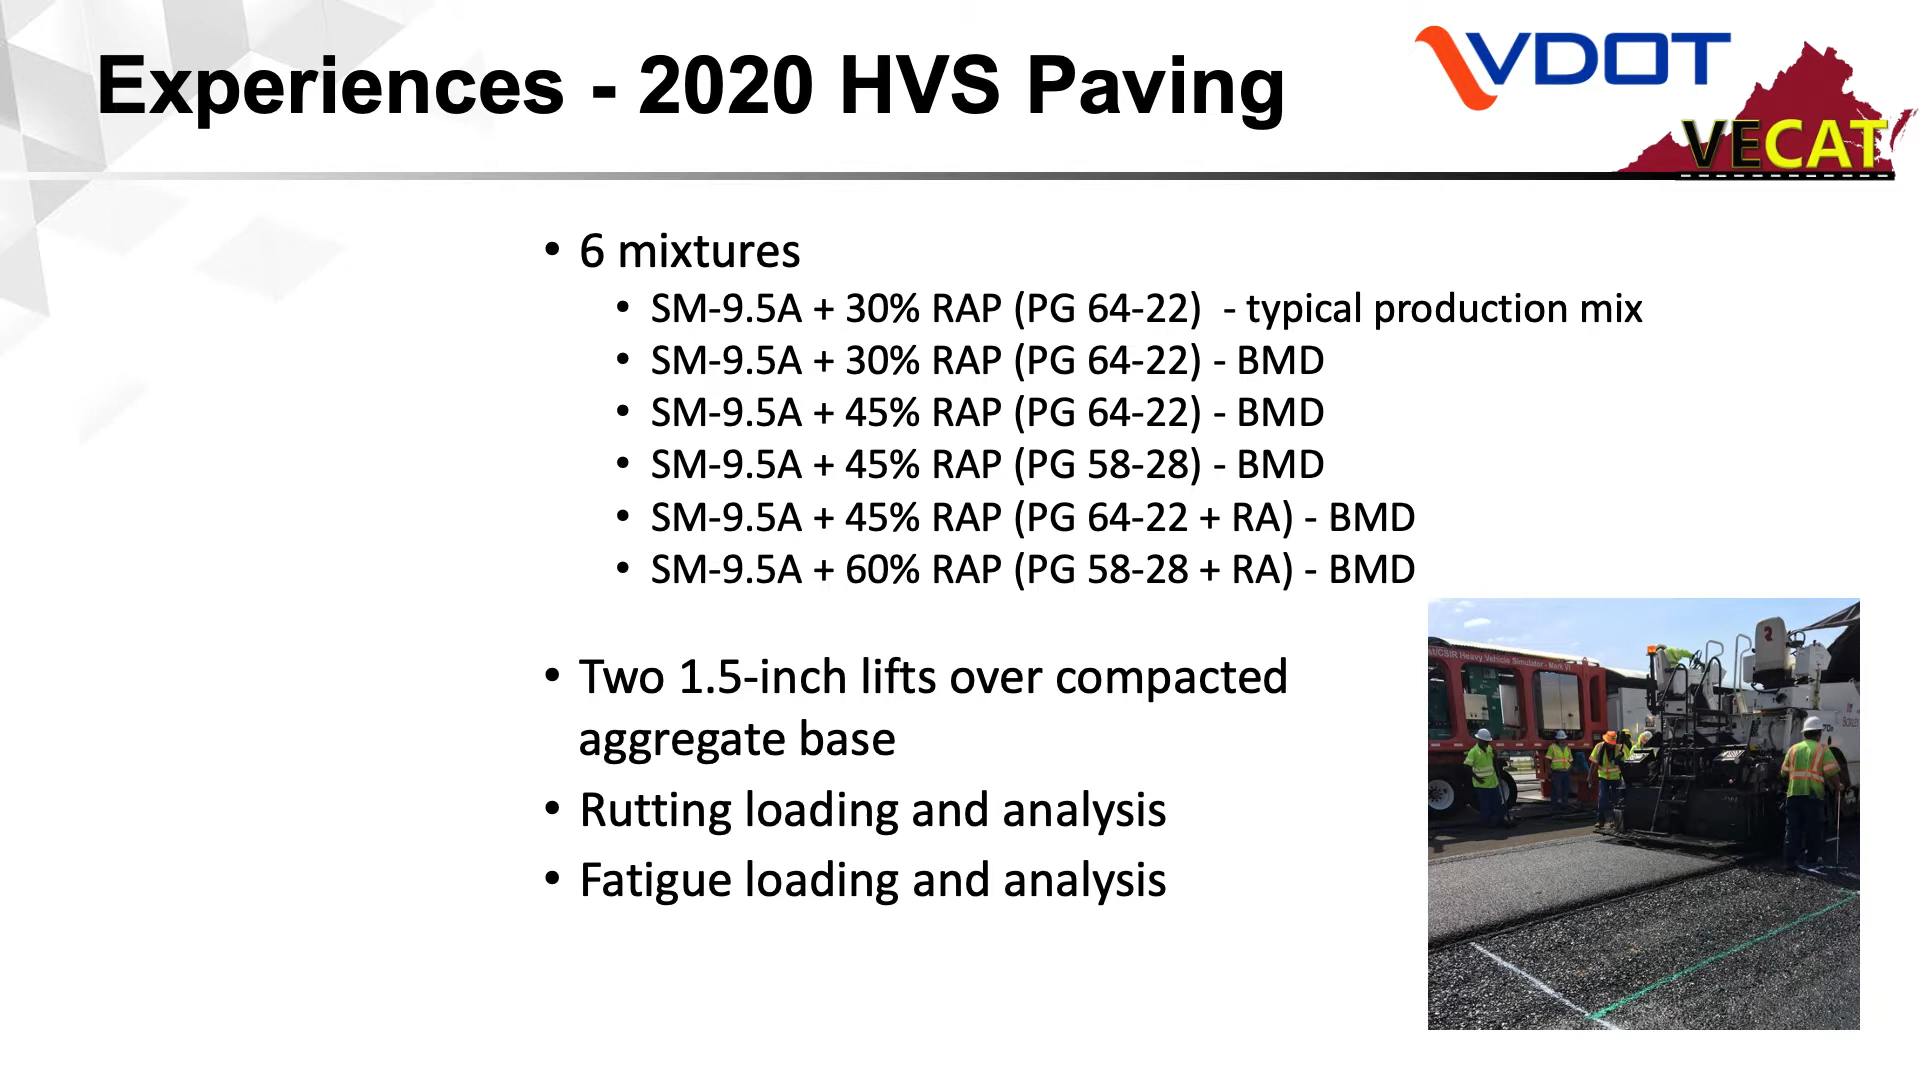 Experiences - 2020 HVS Paving
VDOT
VECAT
• 6 mixtures
• SM-9.5A + 30% RAP (PG 64-22) - typical production mix
• SM-9.5A + 30% RAP (PG 64-22) - BMD
• SM-9.5A + 45% RAP (PG 64-22) - BMD
• SM-9.5A + 45% RAP (PG 58-28) - BMD
• SM-9.5A + 45% RAP (PG 64-22 + RA) - BMD
• SM-9.5A + 60% RAP (PG 58-28 + RA) - BMD
• Two 1.5-inch lifts over compacted
aggregate base
• Rutting loading and analysis
• Fatigue loading and analysis
CSIR Heavy Vehicle Simulator - Mark VI